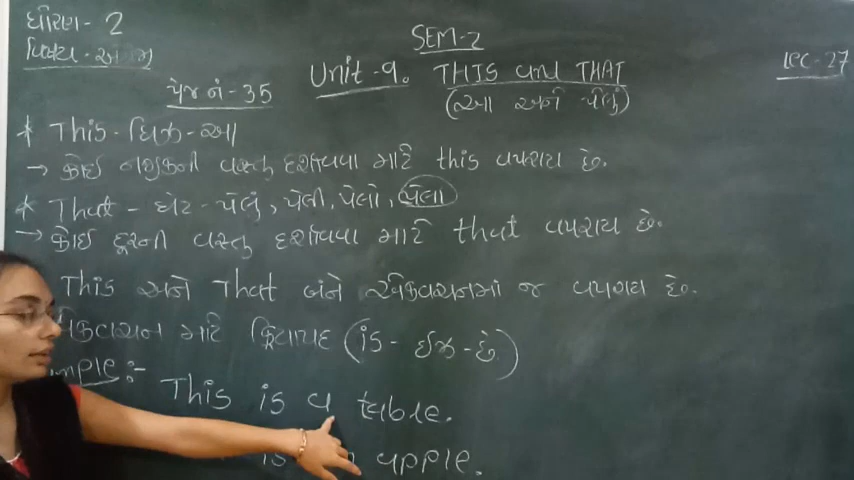 ધોરણ - 2
વિષય - અંગ્રેજી
SEM-2
Unit-9. THIS and THAT
(આ અને પેલું)
Lec-27
પેજ નં - 35
* This - ધિઝ - આ
→ કોઇ નજીકની વસ્તુ દર્શાવવા માટે this વપરાય છે.
* That - ધેટ - પેલું, પેલી, પેલો, પેલા
→ કોઇ દૂરની વસ્તુ દર્શાવવા માટે that વપરાય છે.
This અને That બંને એકવચનમાં જ વપરાય છે.
એકવચન માટે ક્રિયાપદ (is - ઇઝ - છે)
This is a table.
is apple.